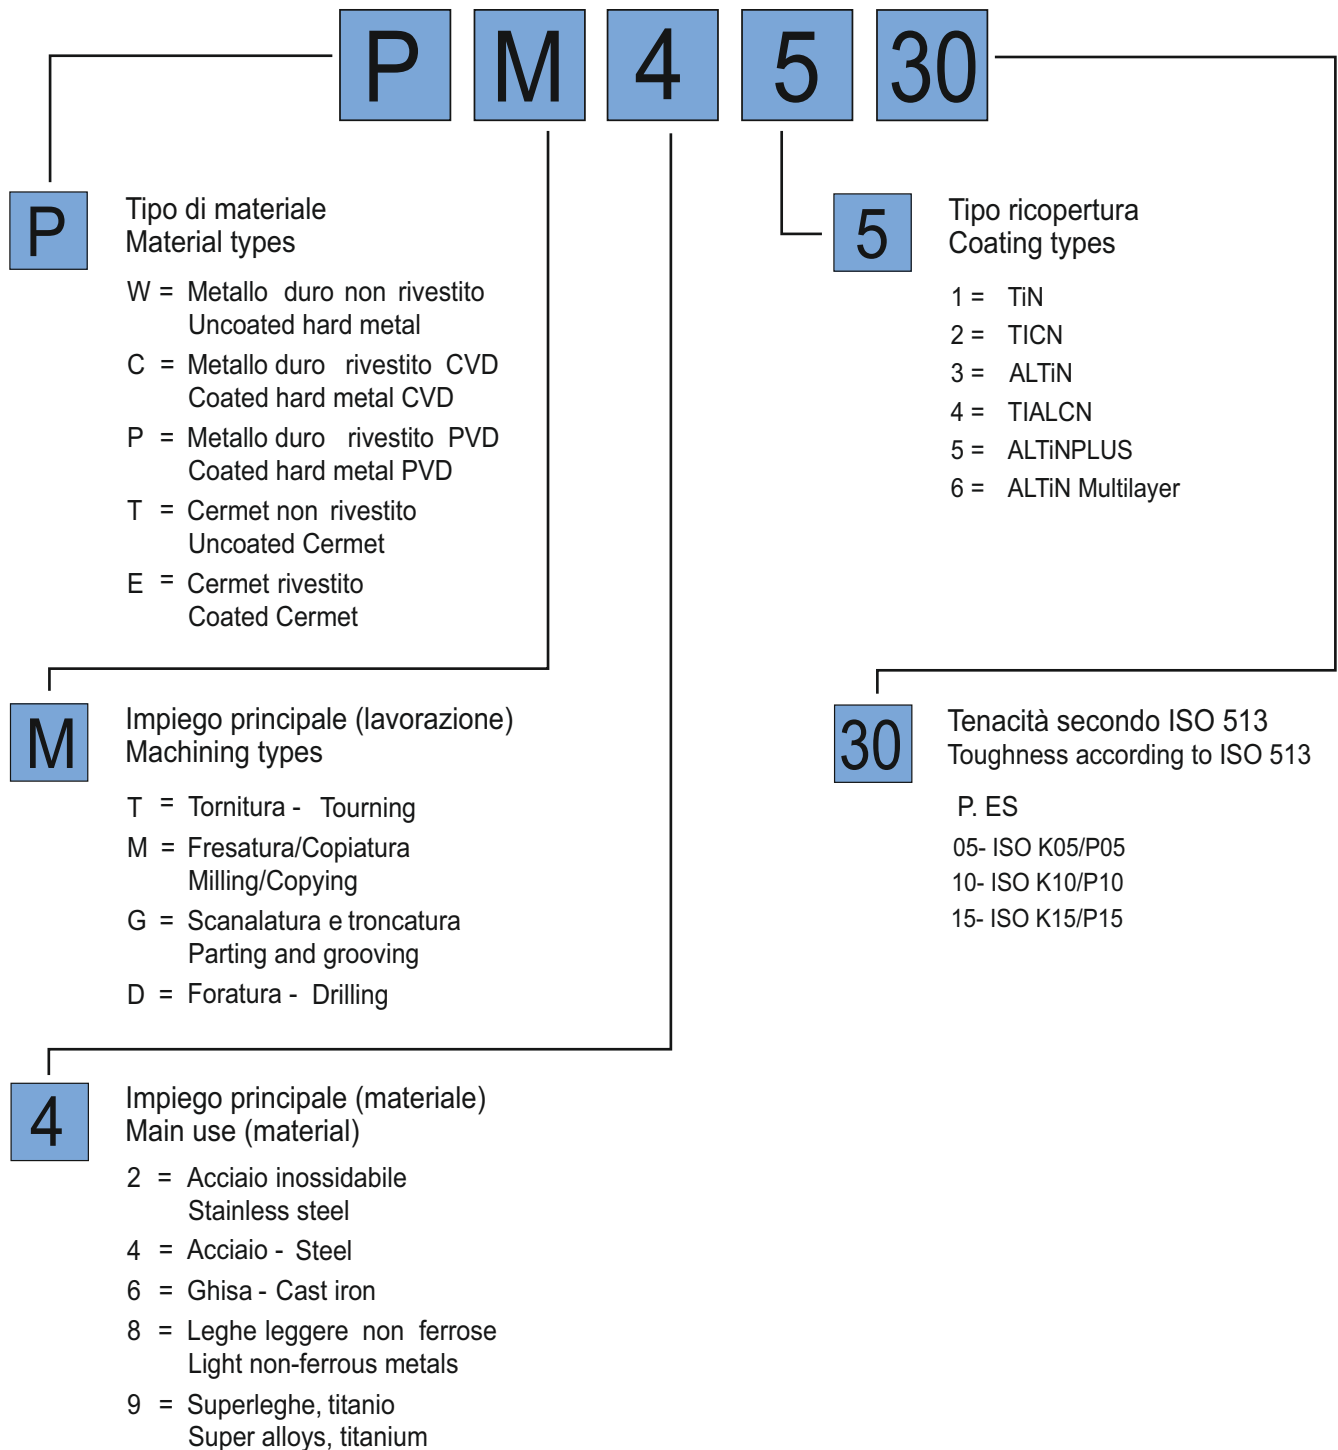 P M 4 5 30
P
Tipo di materiale
Material types
W = Metallo duro non rivestito
Uncoated hard metal
C = Metallo duro rivestito CVD
Coated hard metal CVD
P = Metallo duro rivestito PVD
Coated hard metal PVD
T = Cermet non rivestito
Uncoated Cermet
E = Cermet rivestito
Coated Cermet
M
Impiego principale (lavorazione)
Machining types
T = Tornitura - Tourning
M = Fresatura/Copiatura
Milling/Copying
G = Scanalatura e troncatura
Parting and grooving
D = Foratura - Drilling
4
Impiego principale (materiale)
Main use (material)
2 = Acciaio inossidabile
Stainless steel
4 = Acciaio - Steel
6 = Ghisa - Cast iron
8 = Leghe leggere non ferrose
Light non-ferrous metals
9 = Superleghe, titanio
Super alloys, titanium
5
Tipo ricopertura
Coating types
1 = TiN
2 = TICN
3 = ALTiN
4 = TIALCN
5 = ALTiNPLUS
6 = ALTiN Multilayer
30
Tenacità secondo ISO 513
Toughness according to ISO 513
P. ES
05- ISO K05/P05
10- ISO K10/P10
15- ISO K15/P15